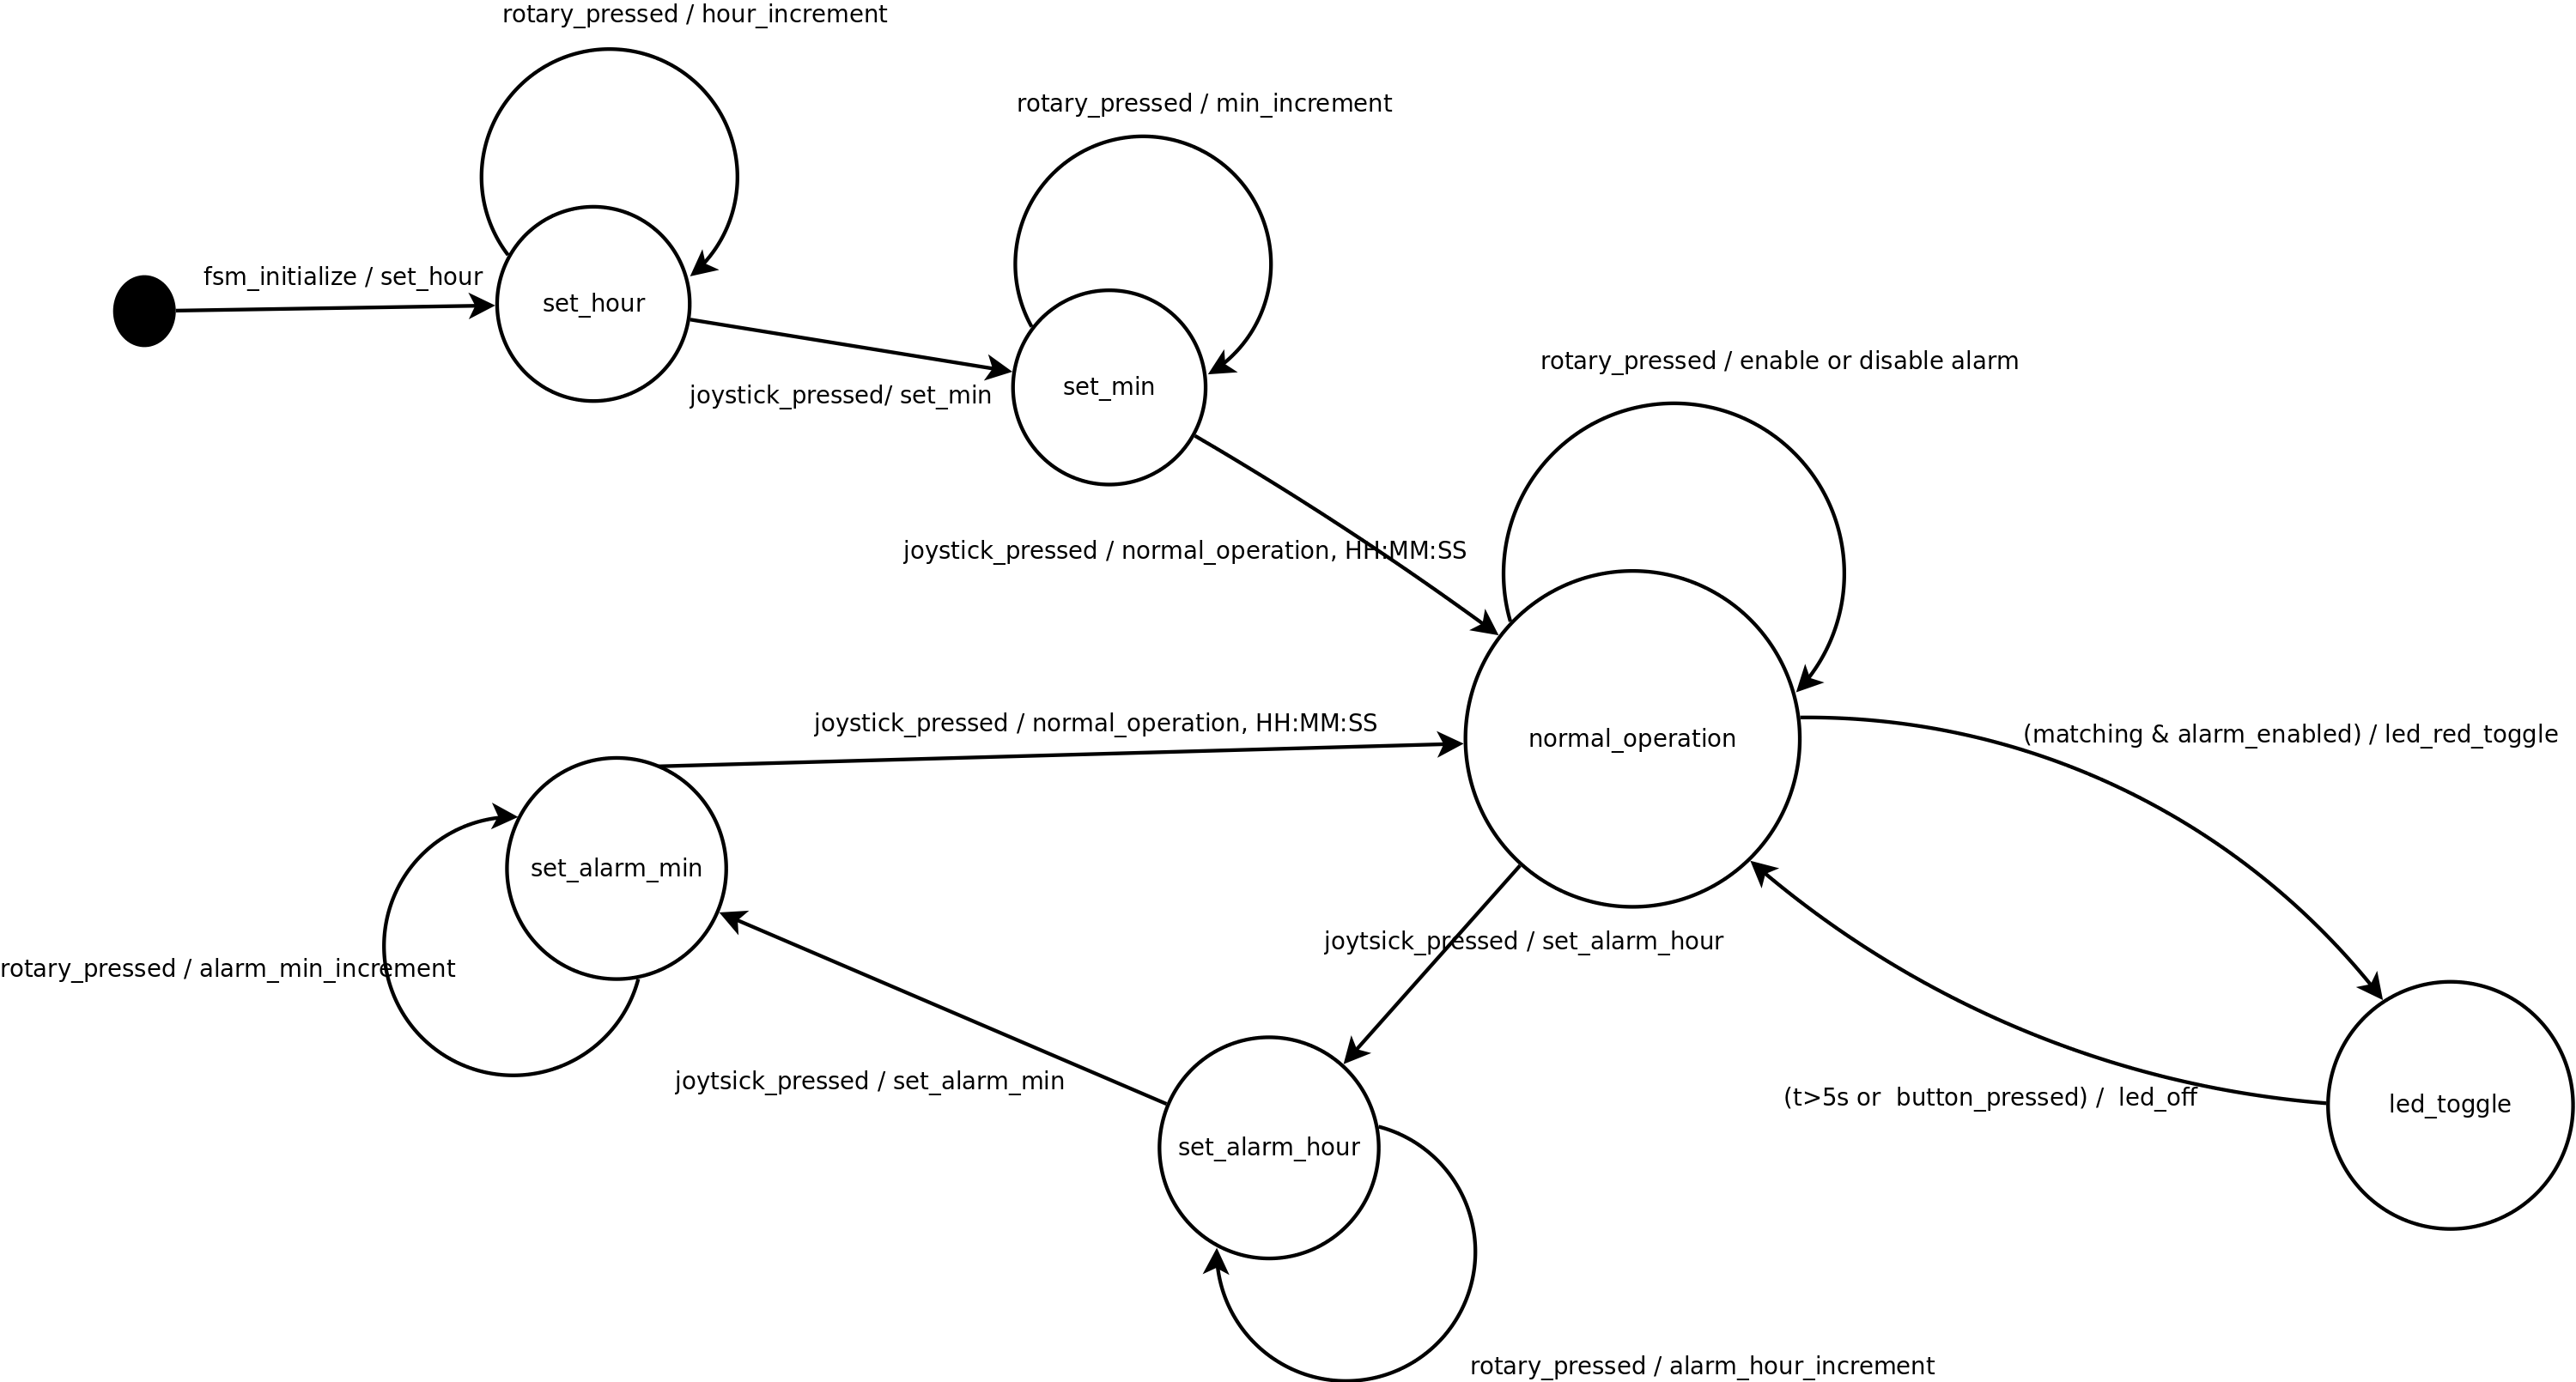 rotary_pressed / hour_increment
rotary_pressed / min_increment
fsm_initialize / set_hour
set_hour
joystick_pressed/ set_min
set_min
rotary_pressed / enable or disable alarm
joystick_pressed / normal_operation, HH:MM:SS
joystick_pressed / normal_operation, HH:MM:SS
normal_operation
(matching & alarm_enabled) / led_red_toggle
set_alarm_min
joytsick_pressed / set_alarm_hour
rotary_pressed / alarm_min_increment
joytsick_pressed / set_alarm_min
(t>5s or  button_pressed) /  led_off
led_toggle
set_alarm_hour
rotary_pressed / alarm_hour_increment